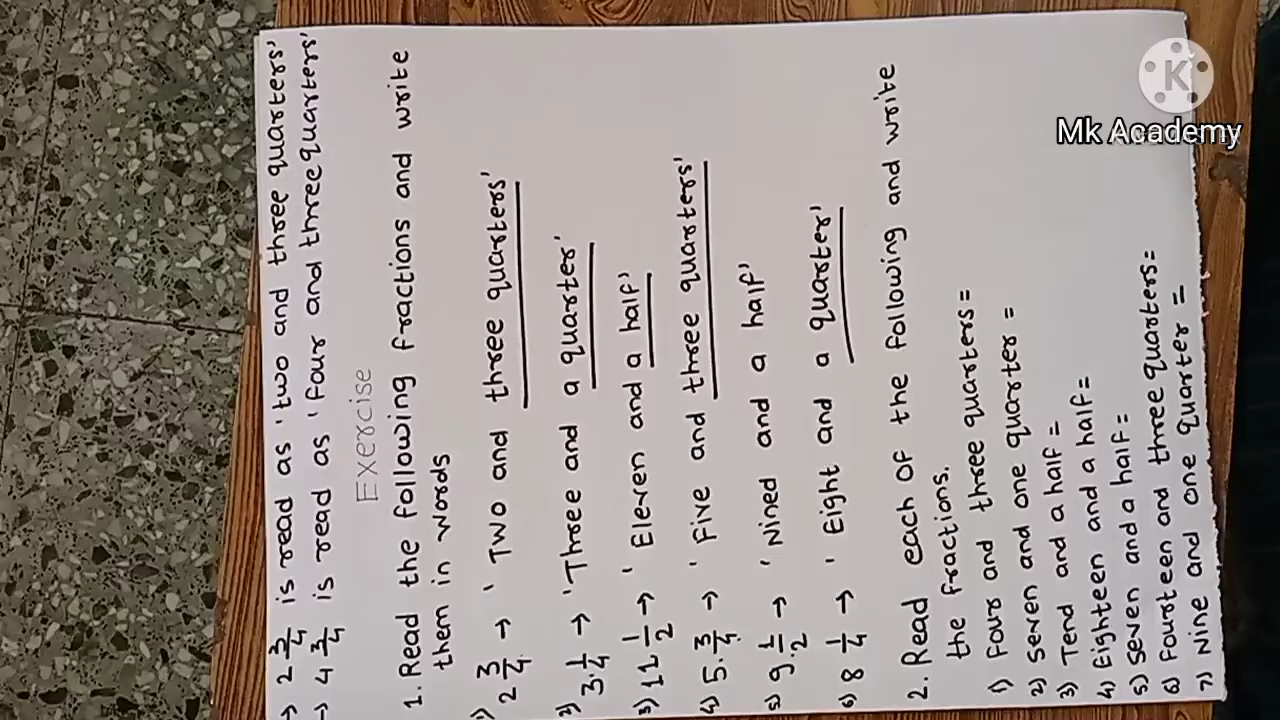 → 2 3/4 is read as 'two and three quarters'
→ 4 3/4 is read as 'four and three quarters'
Exercise
1. Read the following fractions and write
them in words
1) 2 3/4 → 'Two and three quarters'
2) 3.1/4 → 'Three and a quarter'
3) 11 1/2 → 'Eleven and a half'
4) 5.3/4 → 'Five and three quarters'
5) 9 1/2 → 'Nined and a half'
6) 8 1/4 → 'Eight and a quarter'
2. Read each of the following and write
the fractions.
1) Four and three quarters =
2) seven and one quarter =
3) Tend and a half =
4) Eighteen and a half =
5) seven and a half =
6) Fourteen and three quarters =
7) Nine and one quarter =
K
Mk Academy